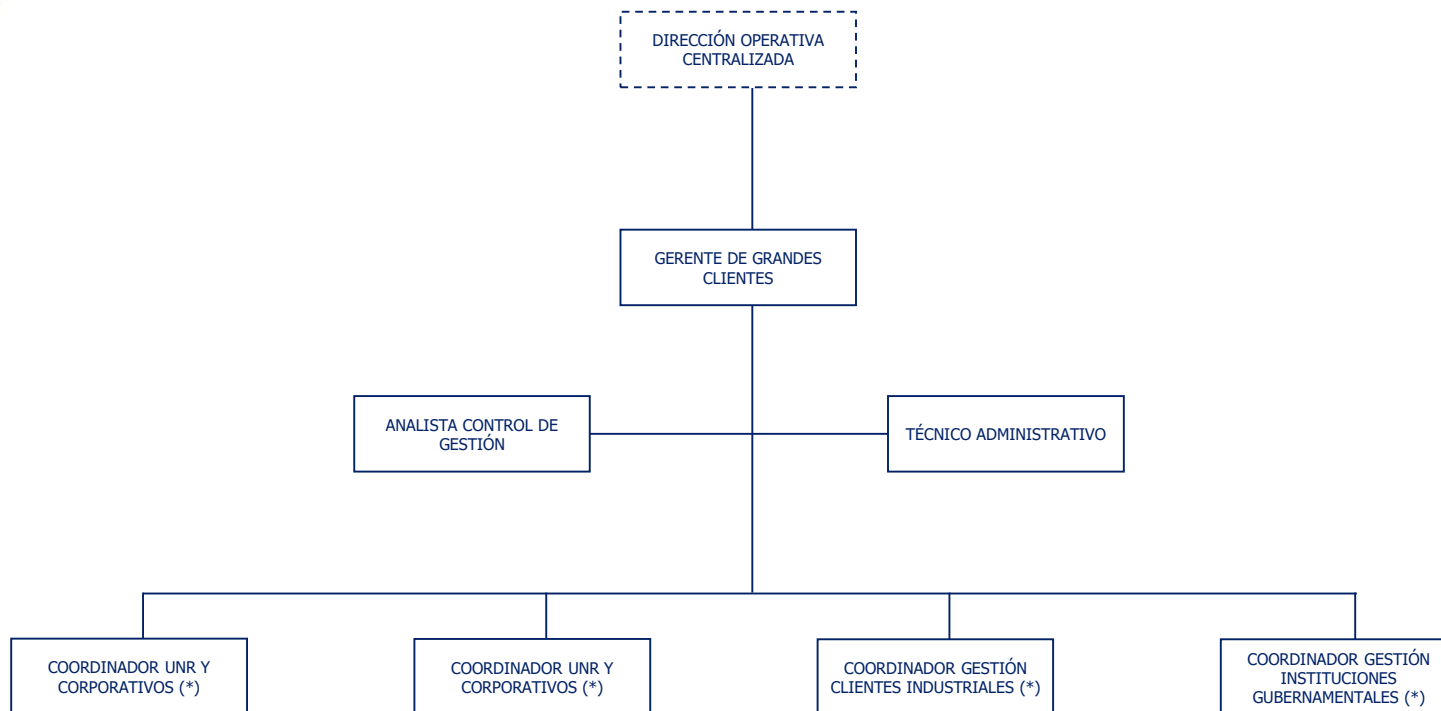 DIRECCIÓN OPERATIVA
CENTRALIZADA
GERENTE DE GRANDES
CLIENTES
ANALISTA CONTROL DE
GESTIÓN
TÉCNICO ADMINISTRATIVO
COORDINADOR UNR Y
CORPORATIVOS (*)
COORDINADOR UNR Y
CORPORATIVOS (*)
COORDINADOR GESTIÓN
CLIENTES INDUSTRIALES (*)
COORDINADOR GESTIÓN
INSTITUCIONES
GUBERNAMENTALES (*)